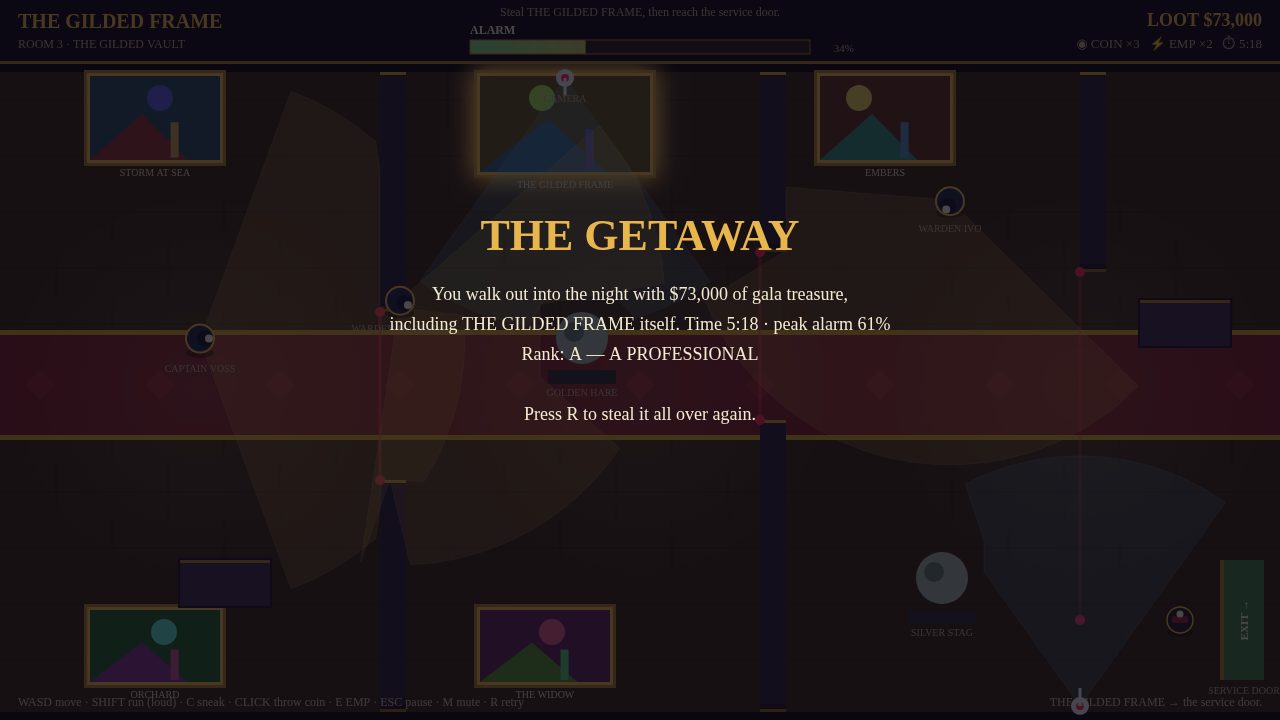 THE GILDED FRAME
ROOM 3 · THE GILDED VAULT
Steal THE GILDED FRAME, then reach the service door.
ALARM
34%
LOOT $73,000
COIN ×3 EMP ×2 5:18
CAMERA
STORM AT SEA
THE GILDED FRAME
EMBERS
WARDEN IVO
THE GETAWAY
You walk out into the night with $73,000 of gala treasure,
including THE GILDED FRAME itself. Time 5:18 · peak alarm 61%
Rank: A — A PROFESSIONAL
CAPTAIN VOSS
GOLDEN HARE
Press R to steal it all over again.
SILVER STAG
EXIT →
ORCHARD
THE WIDOW
SERVICE DOOR
WASD move · SHIFT run (loud) · C sneak · CLICK throw coin · E EMP · ESC pause · M mute · R retry
THE GILDED FRAME → the service door.